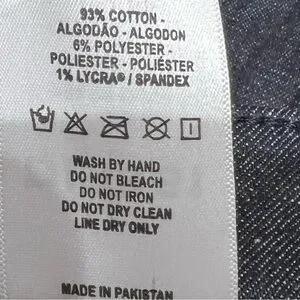 93% COTTON -
ALGODÃO - ALGODON
6% POLYESTER -
POLIESTER - POLIÉSTER
1% LYCRA® / SPANDEX
WASH BY HAND
DO NOT BLEACH
DO NOT IRON
DO NOT DRY CLEAN
LINE DRY ONLY
MADE IN PAKISTAN